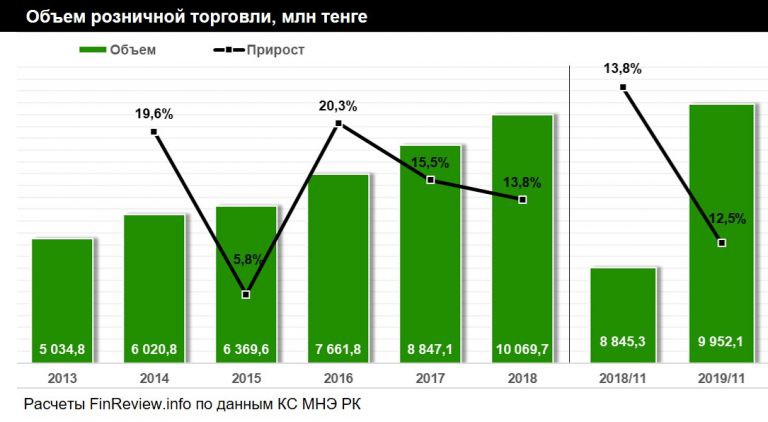 Объем розничной торговли, млн тенге
Объем Прирост
13,8%
19,6% 20,3%
15,5% 13,8%
5,8% 12,5%
5 034,8 6 020,8 6 369,6 7 661,8 8 847,1 10 069,7 8 845,3 9 952,1
2013 2014 2015 2016 2017 2018 2018/11 2019/11
Расчеты FinReview.info по данным КС МНЭ РК